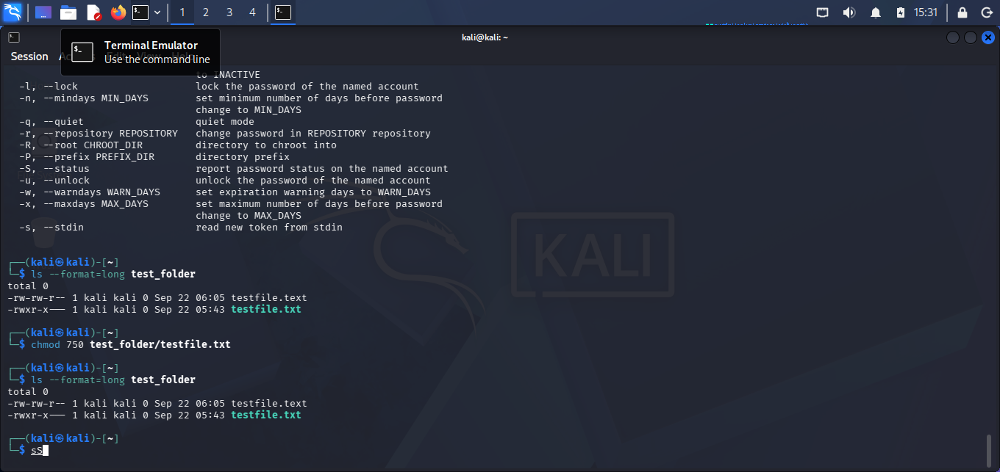 1 2 3 4 15:31
kali@kali: ~
Terminal Emulator
Use the command line
Session
to INACTIVE
-l, --lock lock the password of the named account
-n, --mindays MIN_DAYS set minimum number of days before password
change to MIN_DAYS
-q, --quiet quiet mode
-r, --repository REPOSITORY change password in REPOSITORY repository
-R, --root CHROOT_DIR directory to chroot into
-P, --prefix PREFIX_DIR directory prefix
-S, --status report password status on the named account
-u, --unlock unlock the password of the named account
-w, --warndays WARN_DAYS set expiration warning days to WARN_DAYS
-x, --maxdays MAX_DAYS set maximum number of days before password
change to MAX_DAYS
-s, --stdin read new token from stdin
┌──(kali㉿kali)-[~]
└─$ ls --format=long test_folder
total 0
-rw-rw-r-- 1 kali kali 0 Sep 22 06:05 testfile.text
-rwxr-x--- 1 kali kali 0 Sep 22 05:43 testfile.txt
┌──(kali㉿kali)-[~]
└─$ chmod 750 test_folder/testfile.txt
┌──(kali㉿kali)-[~]
└─$ ls --format=long test_folder
total 0
-rw-rw-r-- 1 kali kali 0 Sep 22 06:05 testfile.text
-rwxr-x--- 1 kali kali 0 Sep 22 05:43 testfile.txt
┌──(kali㉿kali)-[~]
└─$ sS
KALI